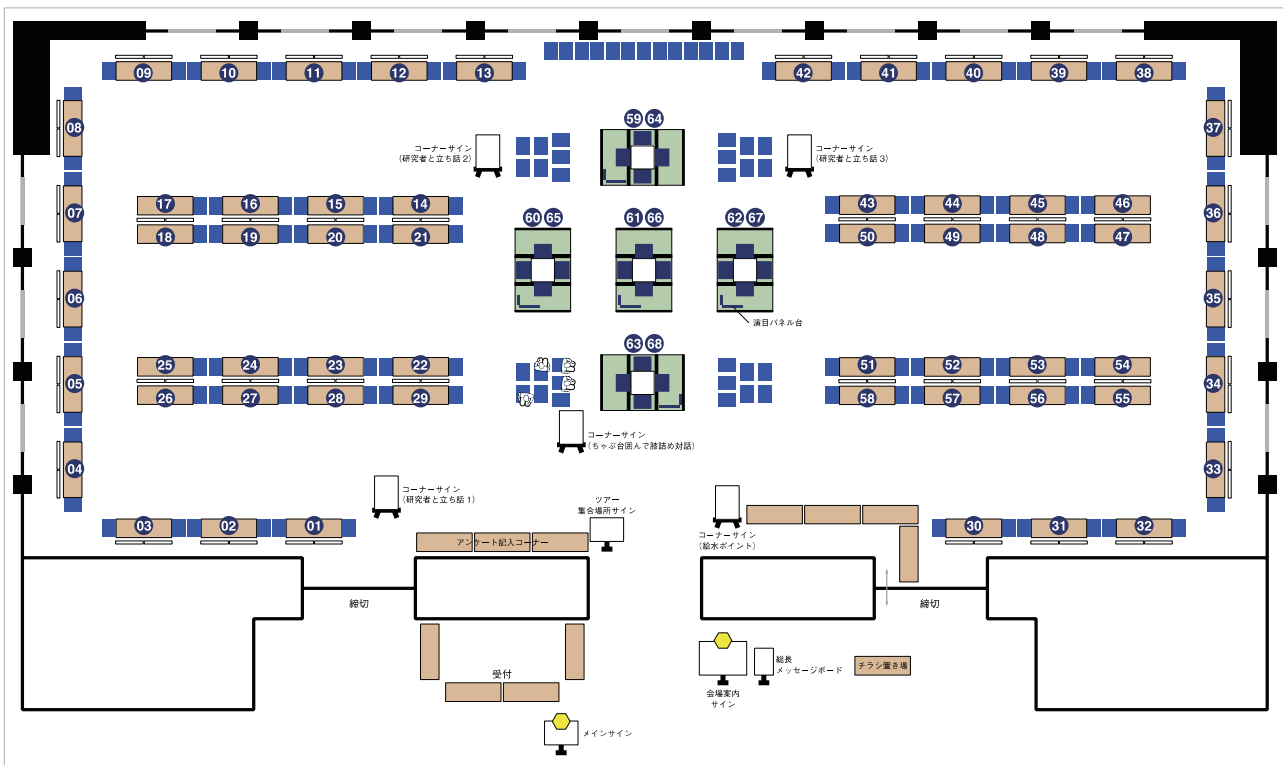 09 10 11 12 13 42 41 40 39 38
08 59 64 37
コーナーサイン
(研究者と立ち話 2)
コーナーサイン
(研究者と立ち話 3)
17 16 15 14 43 44 45 46
07 60 65 61 66 62 67 36
18 19 20 21 50 49 48 47
06 35
演目パネル台
63 68
25 24 23 22 51 52 53 54
05 34
26 27 28 29 58 57 56 55
コーナーサイン
(ちゃぶ台囲んで膝詰め対話)
04 33
コーナーサイン
(研究者と立ち話 1)
ツアー
集合場所サイン
03 02 01 30 31 32
アンケート記入コーナー
コーナーサイン
(給水ポイント)
締切
締切
受付
総長
メッセージボード
チラシ置き場
会場案内
サイン
メインサイン